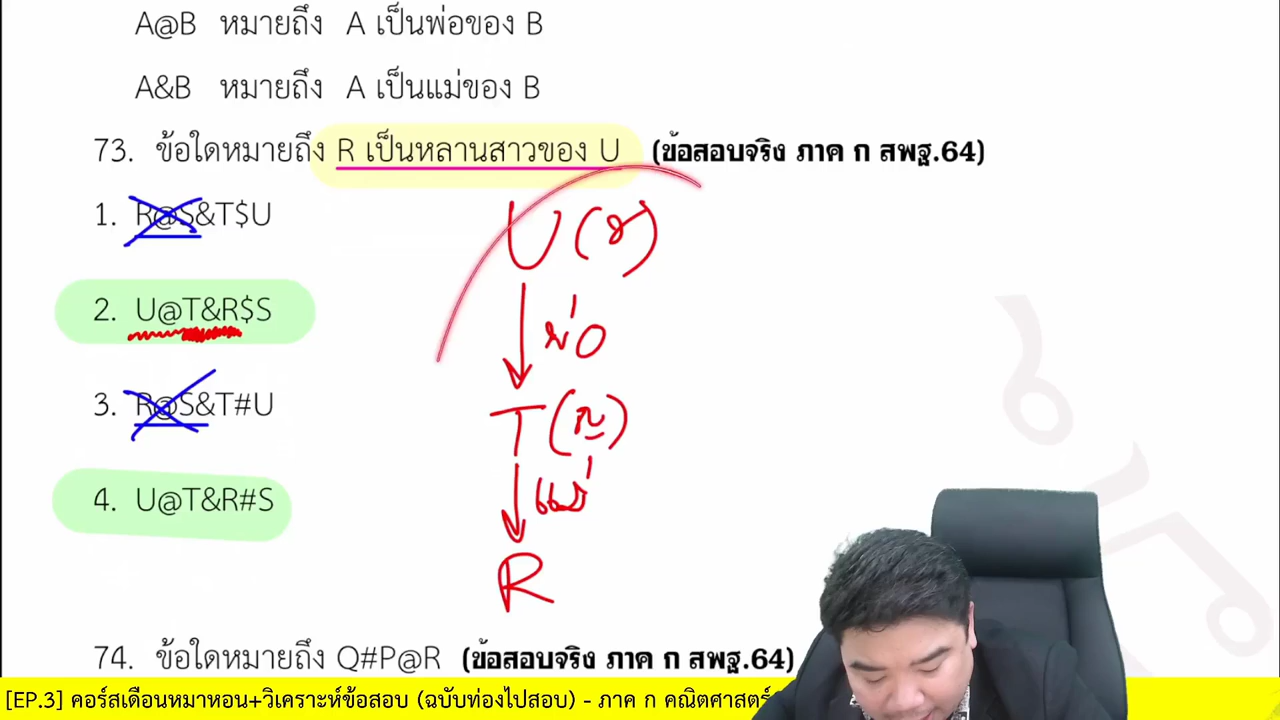 A@B หมายถึง A เป็นพ่อของ B
A&B หมายถึง A เป็นแม่ของ B
73. ข้อใดหมายถึง R เป็นหลานสาวของ U (ข้อสอบจริง ภาค ก สพฐ.64)
1. R@S&T$U
2. U@T&R$S
3. R@S&T#U
4. U@T&R#S
U (ช)
พ่อ
T (ญ)
แม่
R
74. ข้อใดหมายถึง Q#P@R (ข้อสอบจริง ภาค ก สพฐ.64)
[EP.3] คอร์สเดือนหมาหอน+วิเคราะห์ข้อสอบ (ฉบับท่องไปสอบ) - ภาค ก คณิตศาสตร์